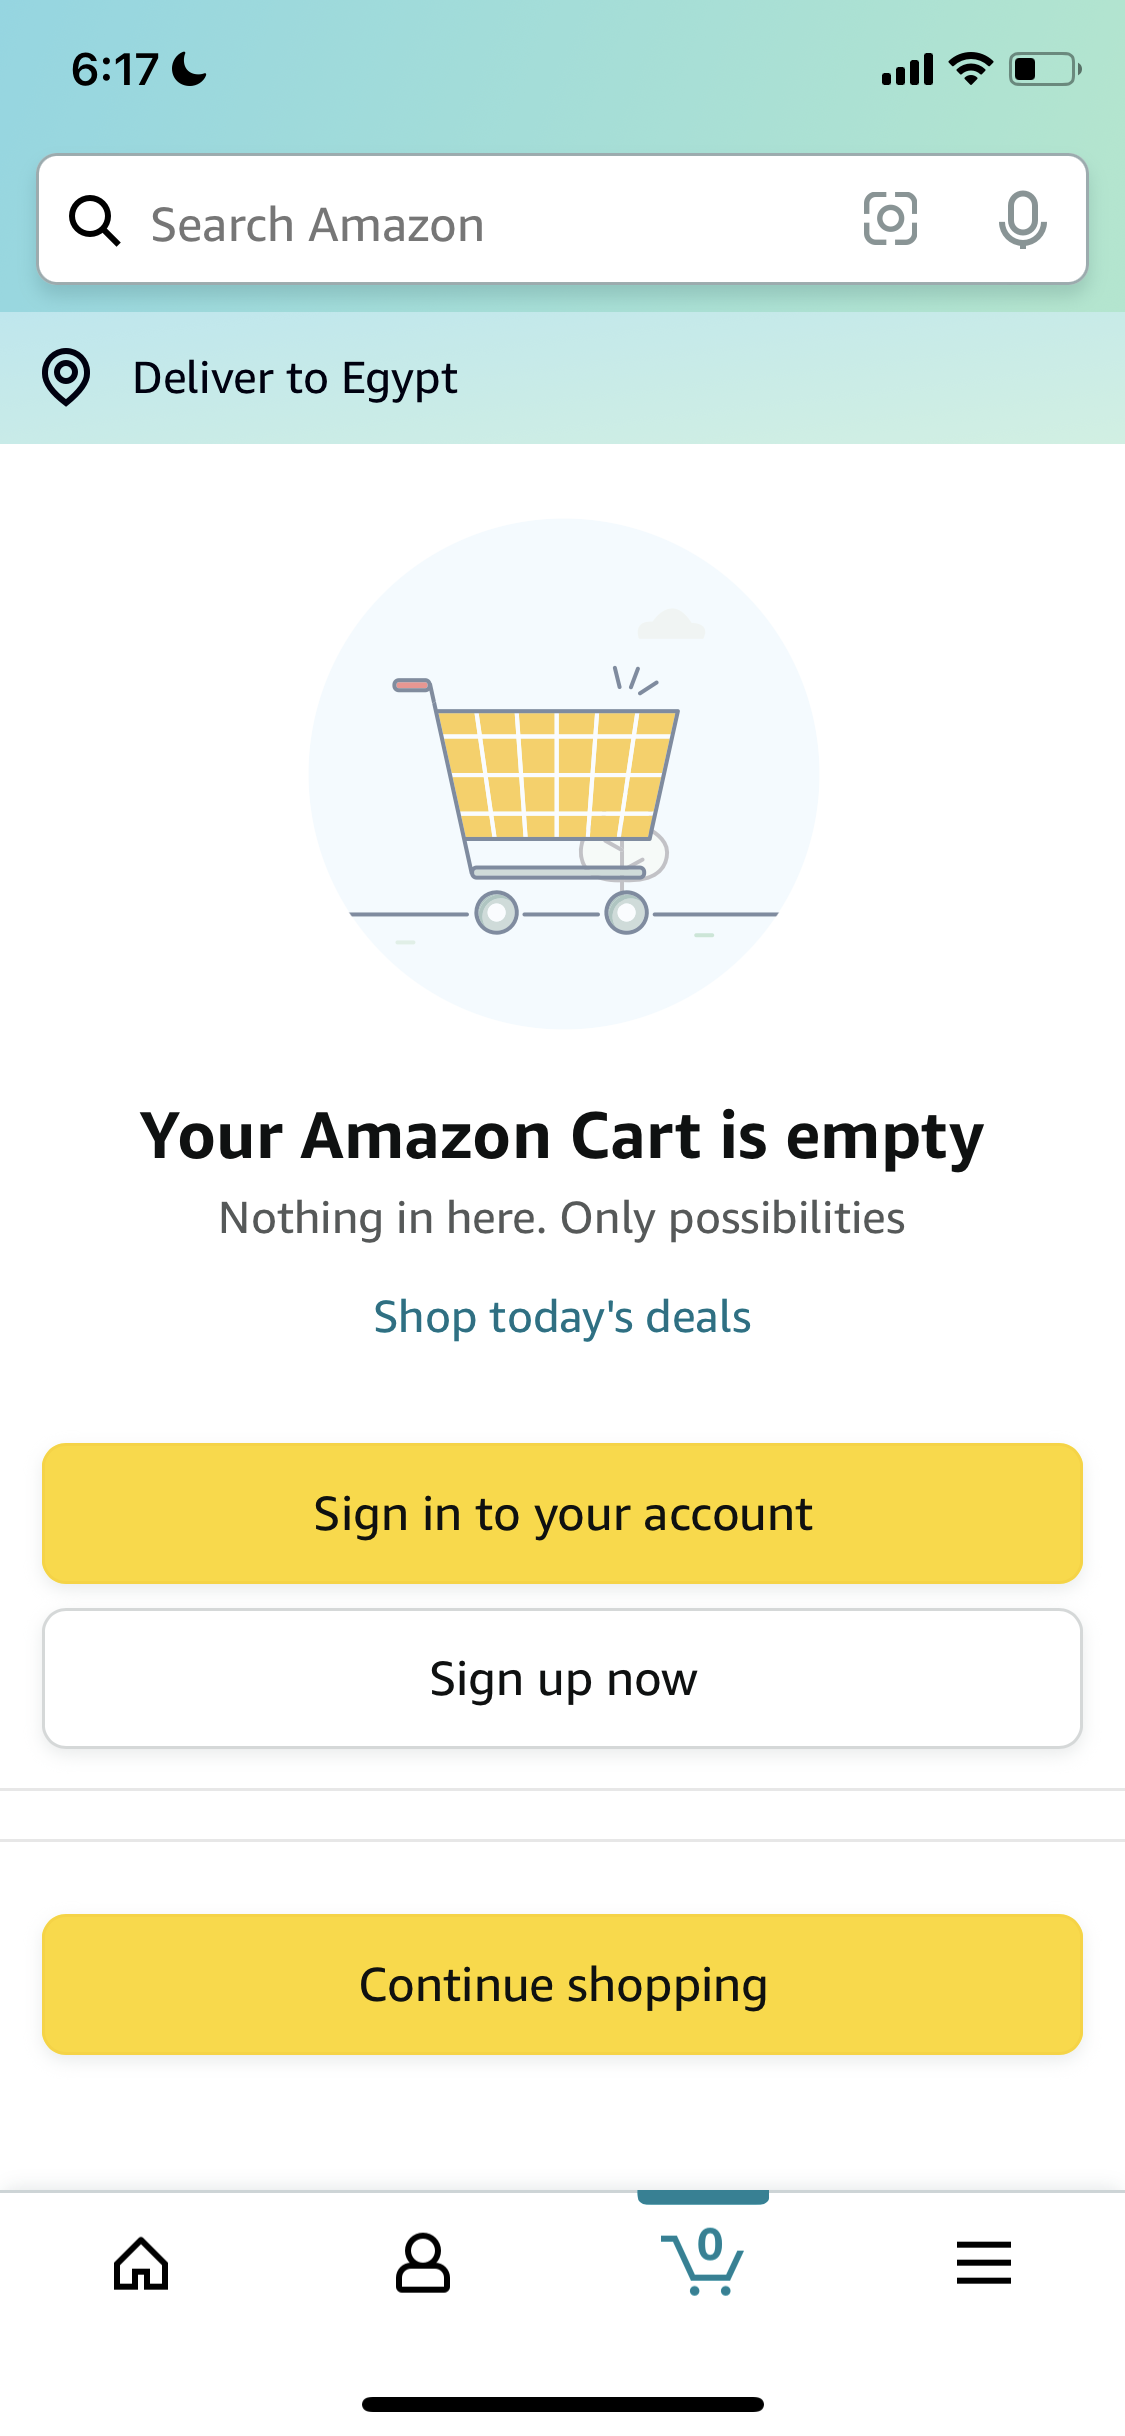 6:17
Search Amazon
Deliver to Egypt
Your Amazon Cart is empty
Nothing in here. Only possibilities
Shop today's deals
Sign in to your account
Sign up now
Continue shopping
0